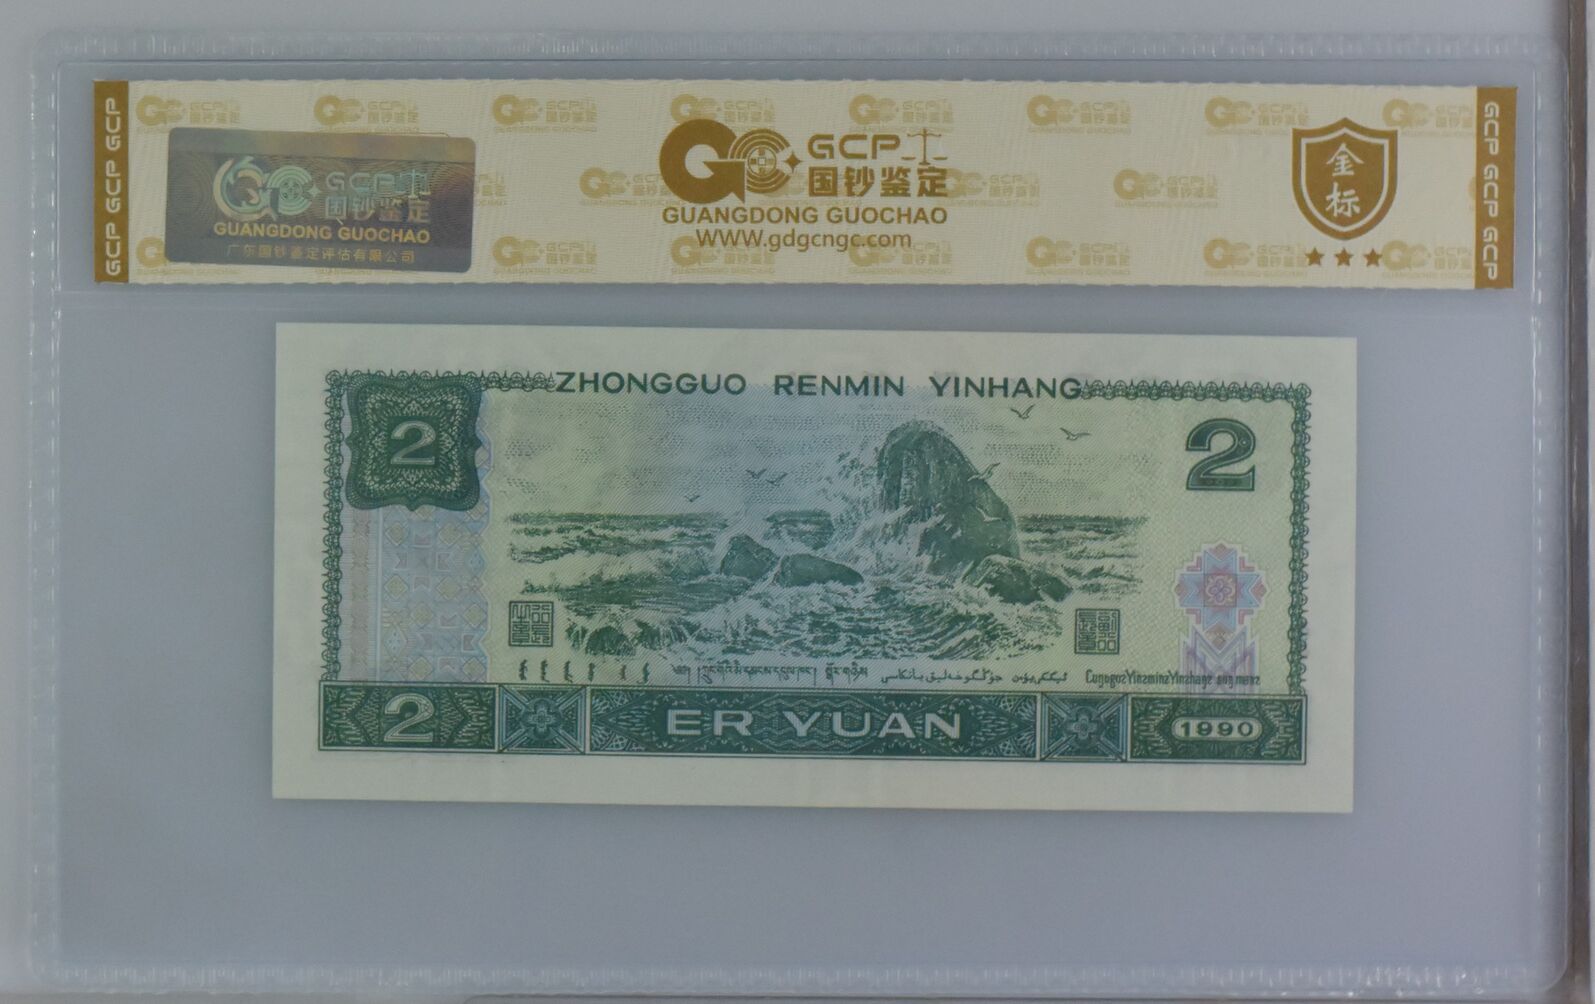 GCP GCP GCP
GCP
国钞鉴定
GUANGDONG GUOCHAO
广东国钞鉴定评估有限公司
GCP
国钞鉴定
GUANGDONG GUOCHAO
WWW.gdgcngc.com
金标
GCP GCP GCP
ZHONGGUO RENMIN YINHANG
2
2
2
ER YUAN
1990